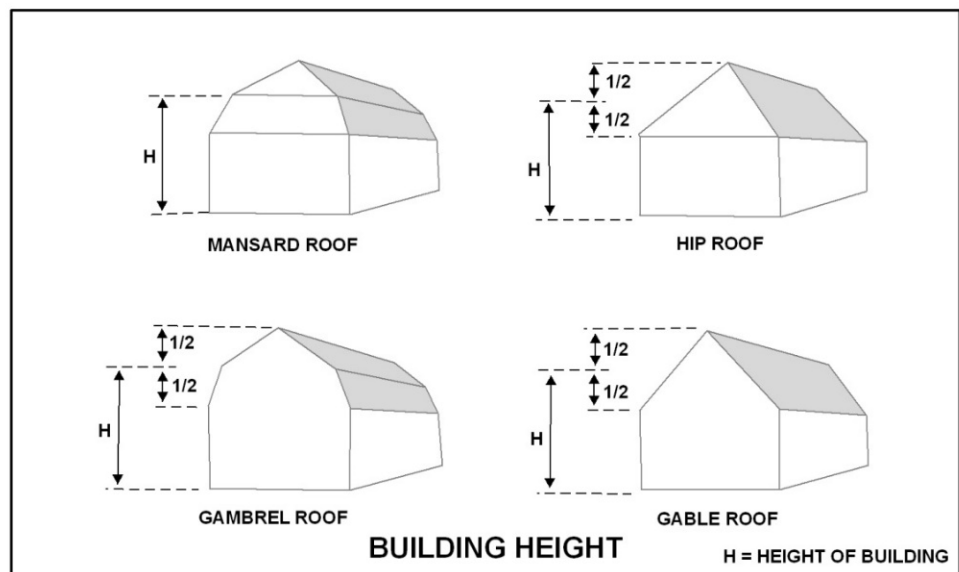 1/2
1/2
H
H
MANSARD ROOF
HIP ROOF
1/2
1/2
1/2
1/2
H
H
GAMBREL ROOF
GABLE ROOF
BUILDING HEIGHT
H = HEIGHT OF BUILDING